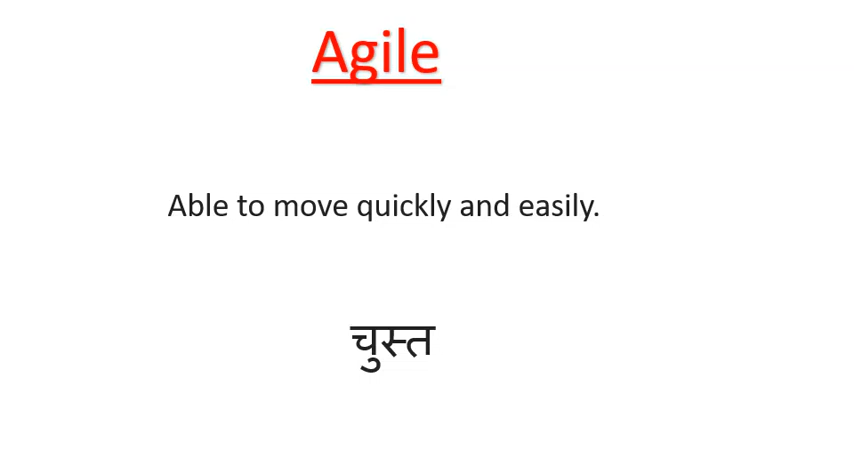 Agile
Able to move quickly and easily.
चुस्त